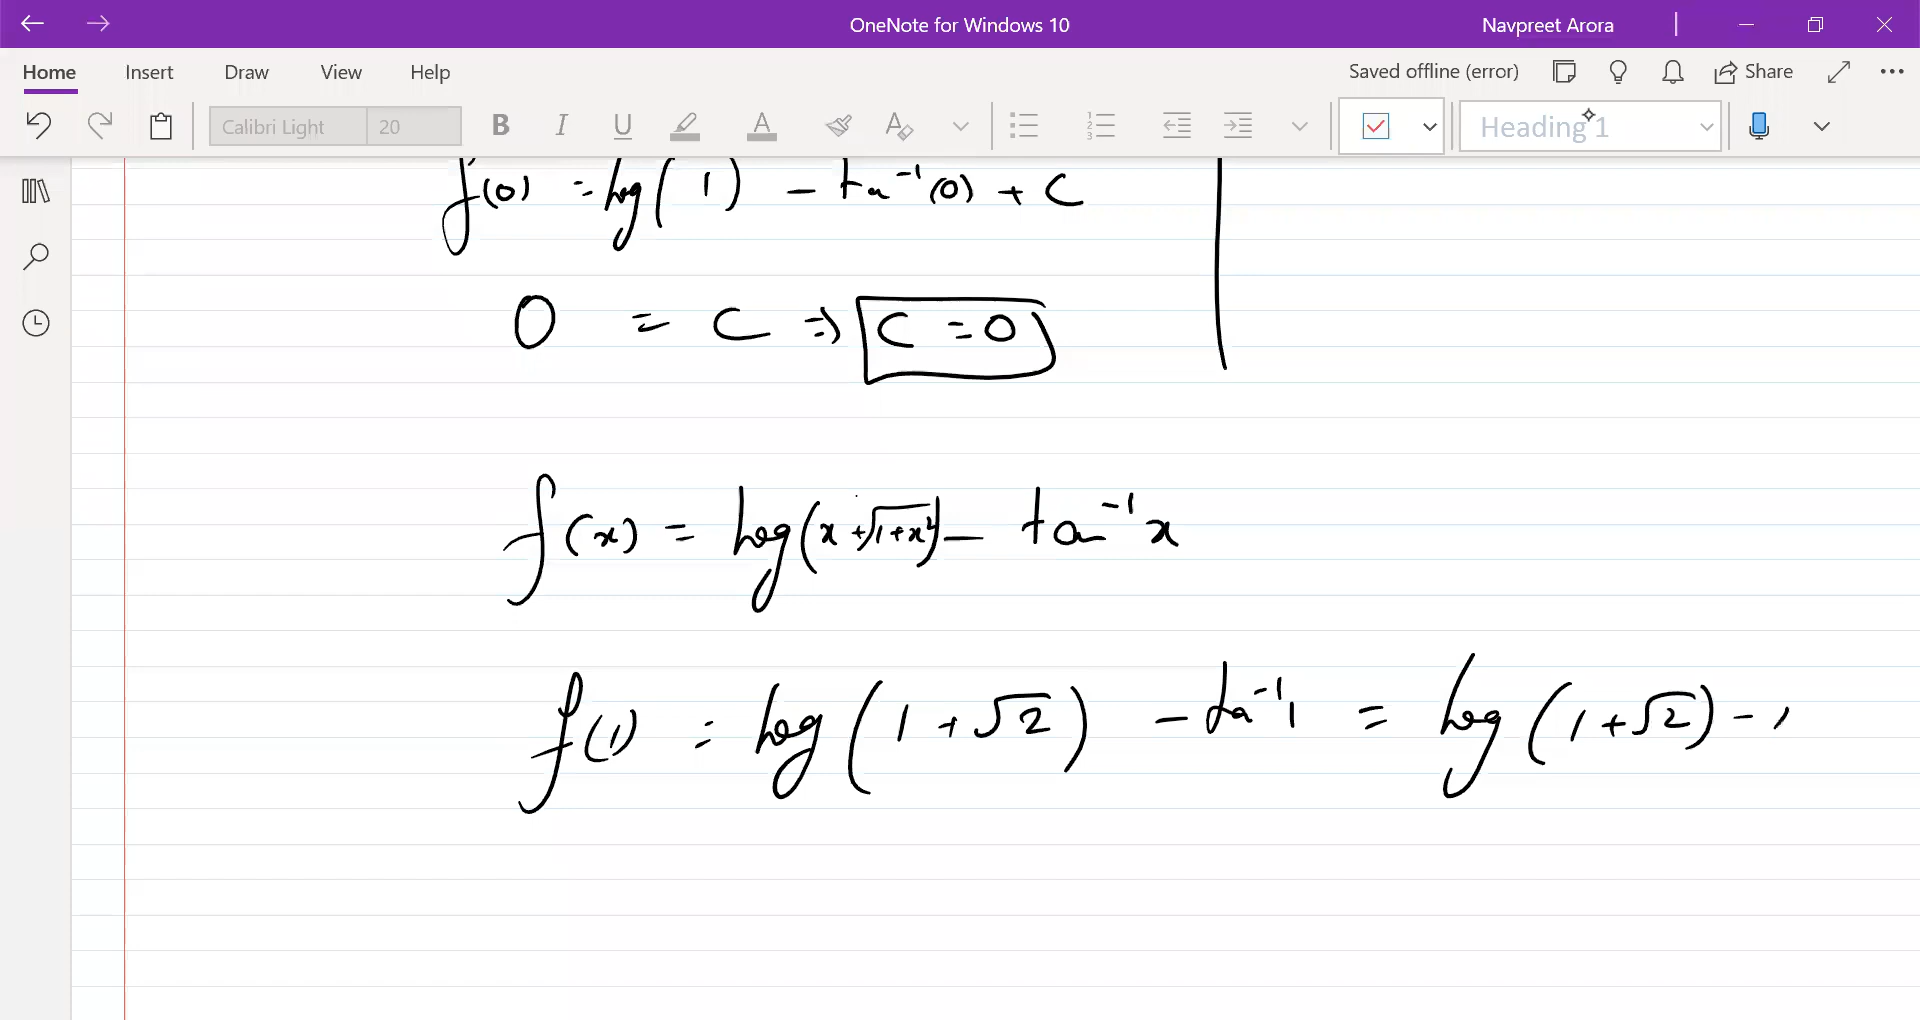 OneNote for Windows 10
Navpreet Arora
Home Insert Draw View Help
Saved offline (error) Share
Calibri Light 20 B I U A A Heading 1
f(0) = log(1) - tan⁻¹(0) + C
0 = C ⇒ C = 0
f(x) = log(x + √1+x²) - tan⁻¹x
f(1) = log(1 + √2) - tan⁻¹1 = log(1 + √2) -